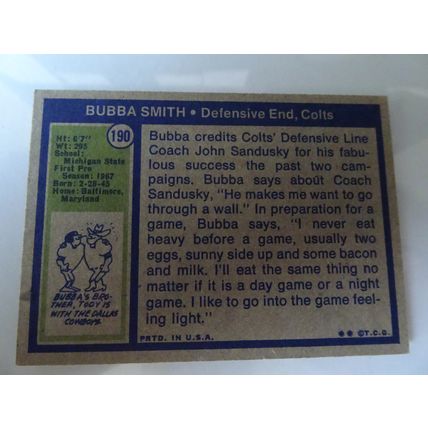 BUBBA SMITH • Defensive End, Colts
190
Ht: 6'7"
Wt: 295
School:
Michigan State
First Pro
Season: 1967
Born: 2-28-45
Home: Baltimore,
Maryland
BUBBA'S BRO-
THER, TODY IS
WITH THE DALLAS
COWBOYS.
Bubba credits Colts' Defensive Line
Coach John Sandusky for his fabu-
lous success the past two cam-
paigns. Bubba says about Coach
Sandusky, "He makes me want to go
through a wall." In preparation for a
game, Bubba says, "I never eat
heavy before a game, usually two
eggs, sunny side up and some bacon
and milk. I'll eat the same thing no
matter if it is a day game or a night
game. I like to go into the game feel-
ing light."
PRTD. IN U.S.A.
** © T.C.G.